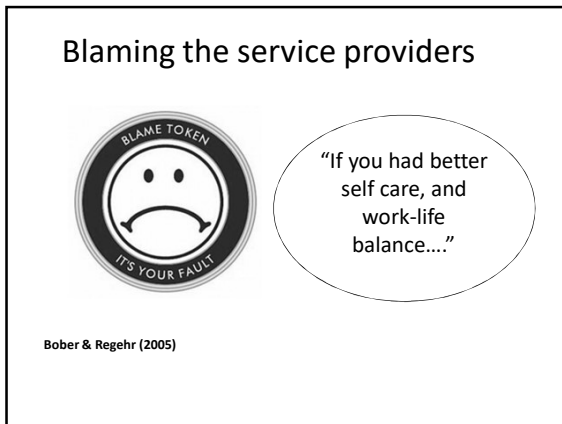 Blaming the service providers
BLAME TOKEN
IT'S YOUR FAULT
“If you had better
self care, and
work-life
balance....”
Bober & Regehr (2005)